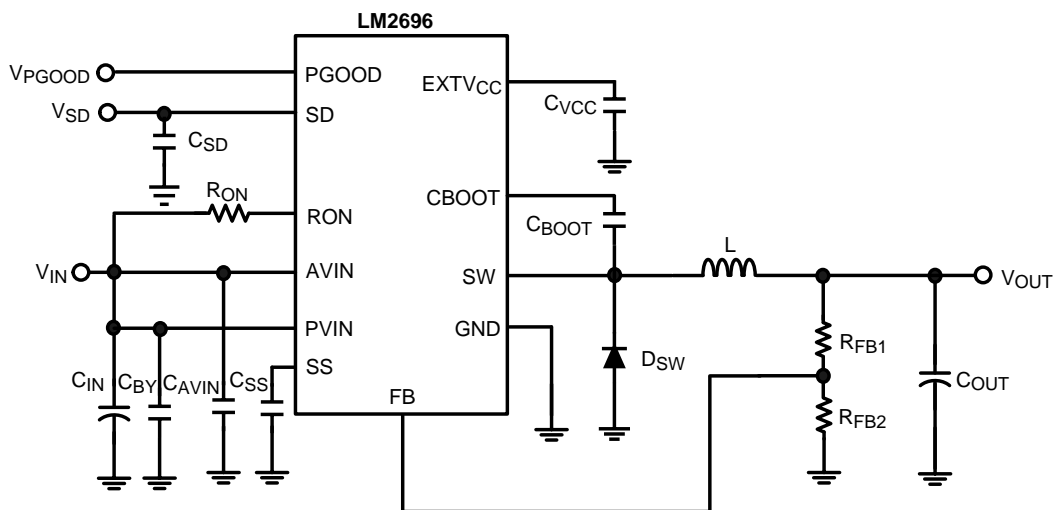 LM2696
VPGOOD
PGOOD
EXTVCC
VSD
SD
CVCC
CSD
RON
RON
CBOOT
CBOOT
L
VIN
AVIN
SW
VOUT
PVIN
GND
RFB1
DSW
SS
CIN
CBY
CAVIN
CSS
FB
COUT
RFB2